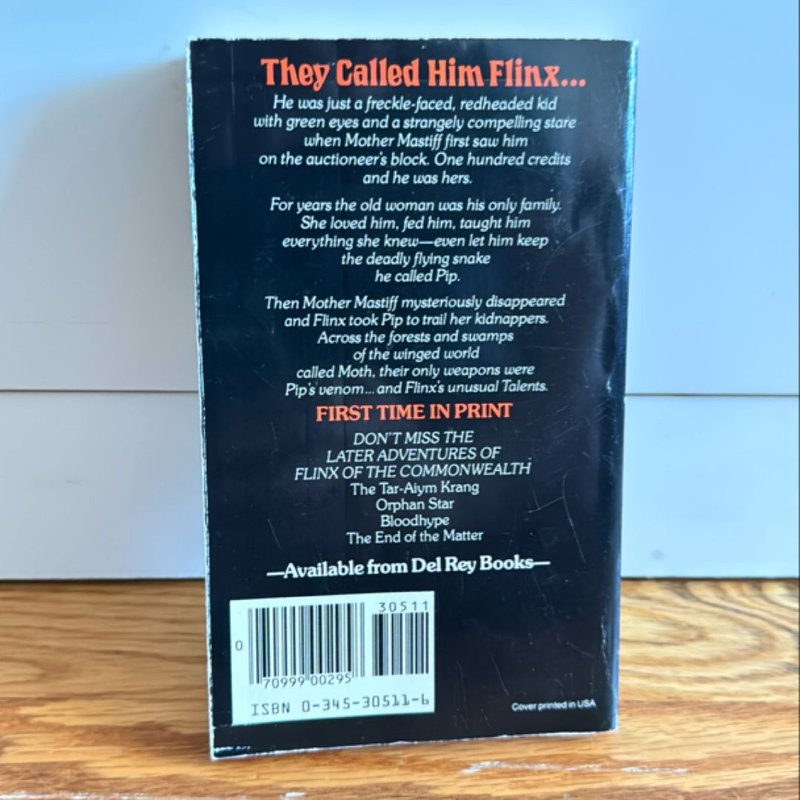 They Called Him Flinx...
He was just a freckle-faced, redheaded kid
with green eyes and a strangely compelling stare
when Mother Mastiff first saw him
on the auctioneer's block. One hundred credits
and he was hers.
For years the old woman was his only family.
She loved him, fed him, taught him
everything she knew—even let him keep
the deadly flying snake
he called Pip.
Then Mother Mastiff mysteriously disappeared
and Flinx took Pip to trail her kidnappers.
Across the forests and swamps
of the winged world
called Moth, their only weapons were
Pip's venom...and Flinx's unusual Talents.
FIRST TIME IN PRINT
DON'T MISS THE
LATER ADVENTURES OF
FLINX OF THE COMMONWEALTH
The Tar-Aiym Krang
Orphan Star
Bloodhype
The End of the Matter
—Available from Del Rey Books—
30511
0
70999 00295
ISBN 0-345-30511-6
Cover printed in USA